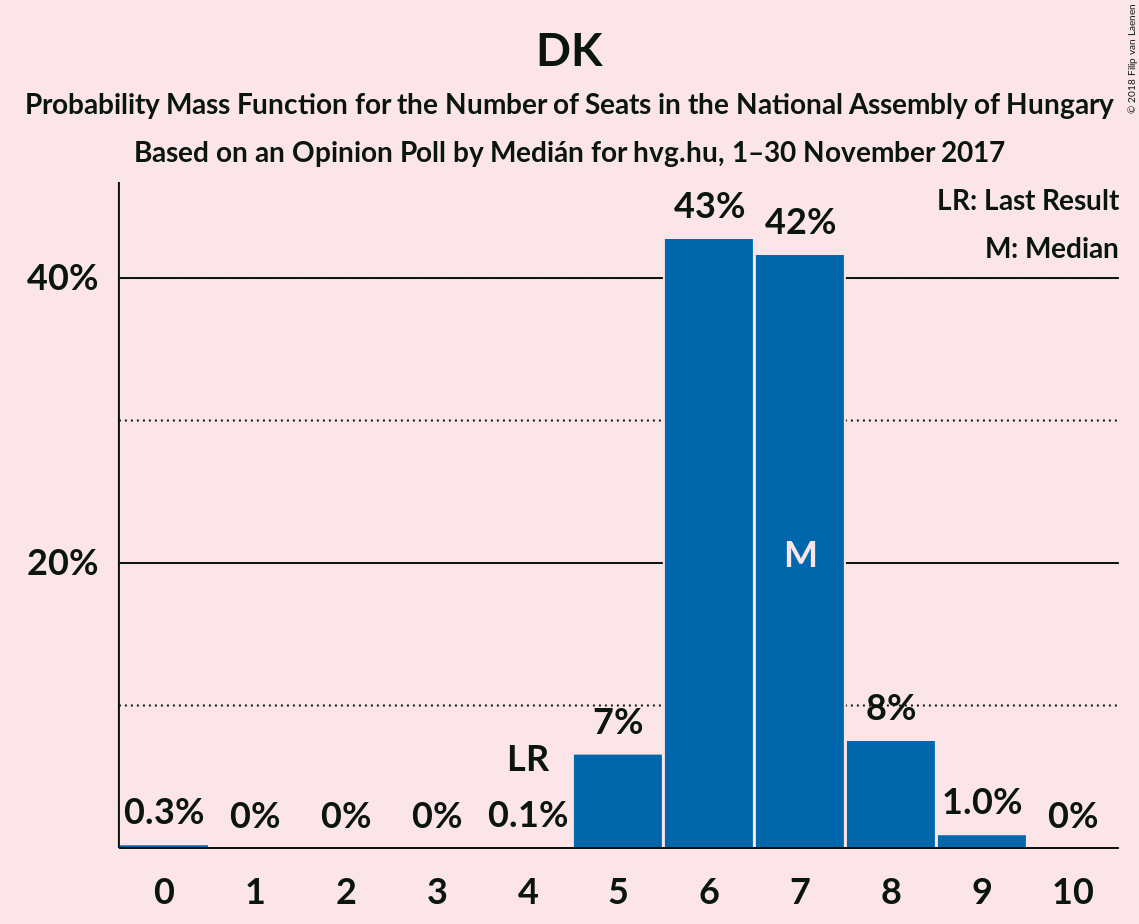 DK
Probability Mass Function for the Number of Seats in the National Assembly of Hungary
Based on an Opinion Poll by Medián for hvg.hu, 1–30 November 2017
© 2018 Filip van Laenen
LR: Last Result
M: Median
43%
42%
40%
20%
M
8%
7%
LR
0.3%
0%
0%
0%
0.1%
1.0%
0%
0 1 2 3 4 5 6 7 8 9 10